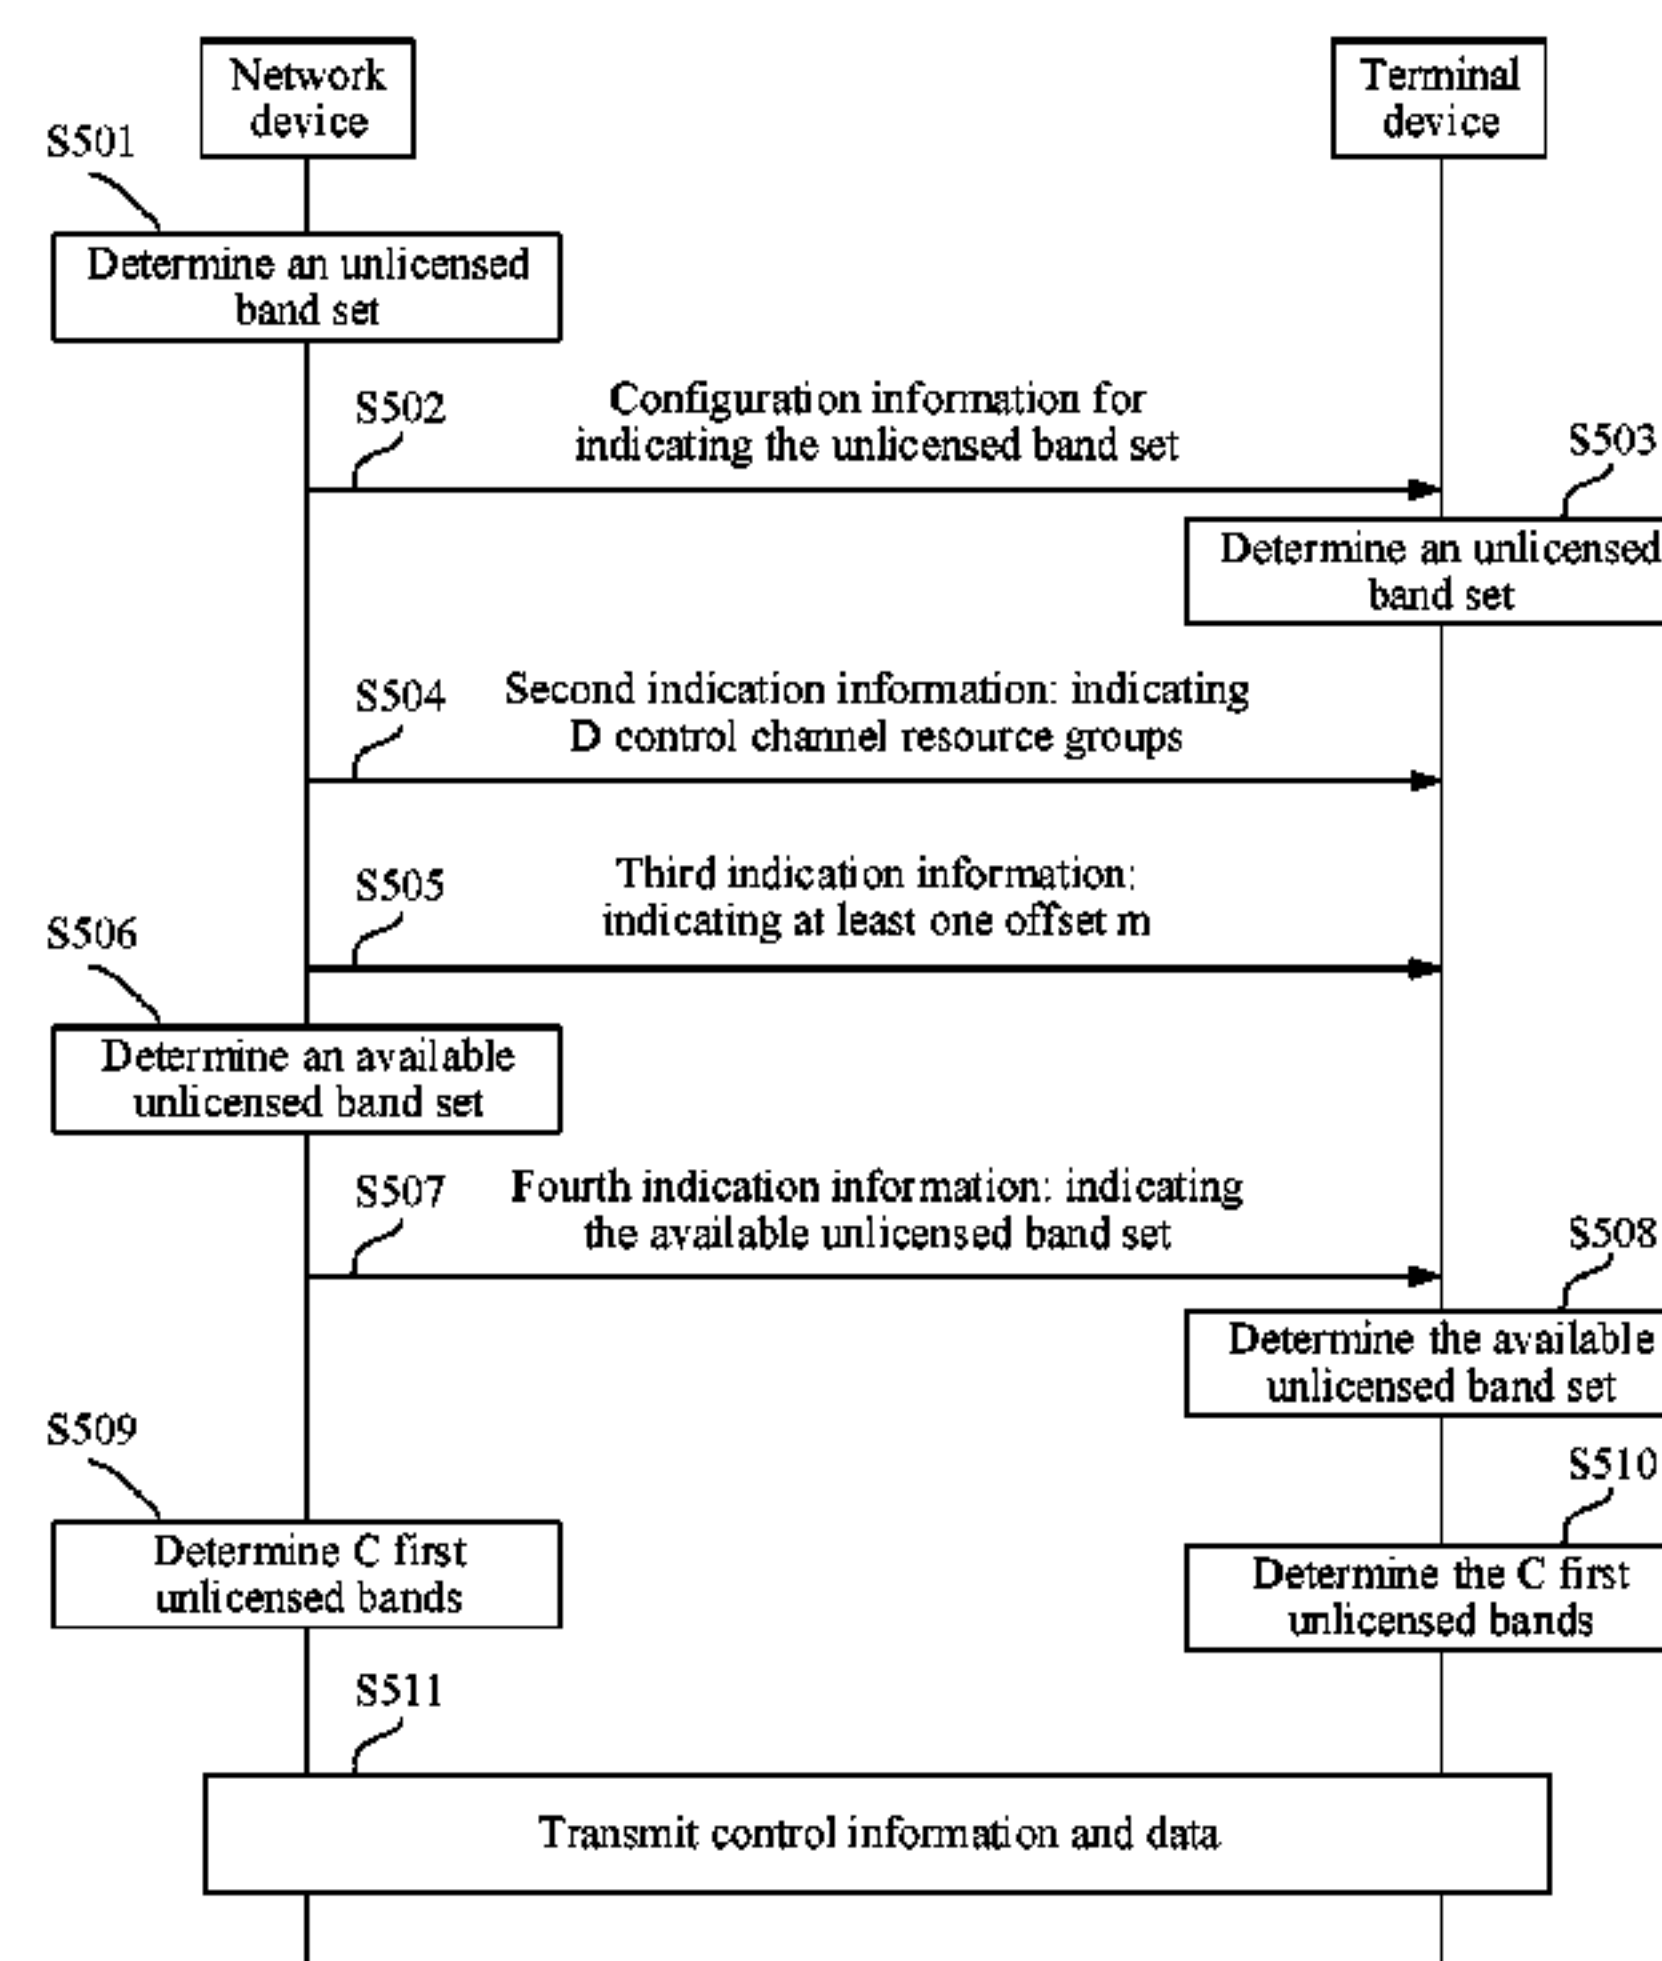 Network
device
Terminal
device
S501
Determine an unlicensed
band set
S502
Configuration information for
indicating the unlicensed band set
S503
Determine an unlicensed
band set
S504
Second indication information: indicating
D control channel resource groups
S505
Third indication information:
indicating at least one offset m
S506
Determine an available
unlicensed band set
S507
Fourth indication information: indicating
the available unlicensed band set
S508
Determine the available
unlicensed band set
S509
Determine C first
unlicensed bands
S510
Determine the C first
unlicensed bands
S511
Transmit control information and data